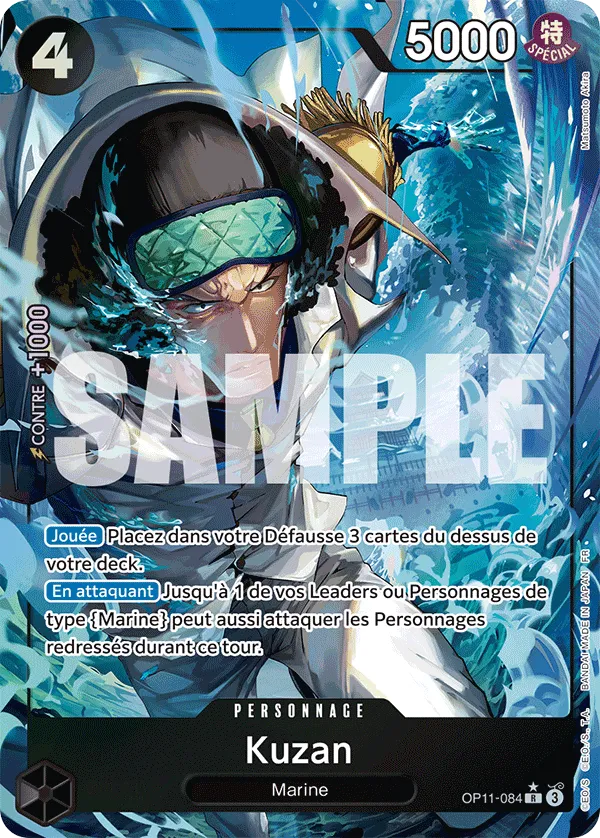 4
5000
特
SPÉCIAL
Matsumoto Akira
CONTRE +1000
SAMPLE
Jouée Placez dans votre Défausse 3 cartes du dessus de
votre deck.
En attaquant Jusqu'à 1 de vos Leaders ou Personnages de
type {Marine} peut aussi attaquer les Personnages
redressés durant ce tour.
PERSONNAGE
Kuzan
Marine
OP11-084 R 3
©E.O/S ©E.O./S., T.A. BANDAI MADE IN JAPAN FR